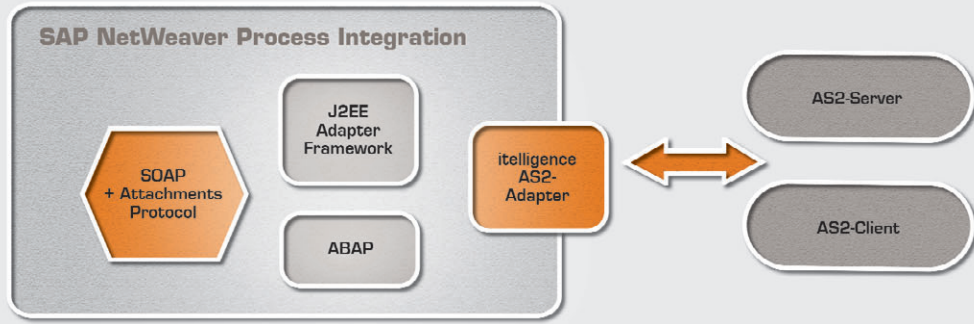 SAP NetWeaver Process Integration
SOAP
+ Attachments
Protocol
J2EE
Adapter
Framework
ABAP
itelligence
AS2-
Adapter
AS2-Server
AS2-Client